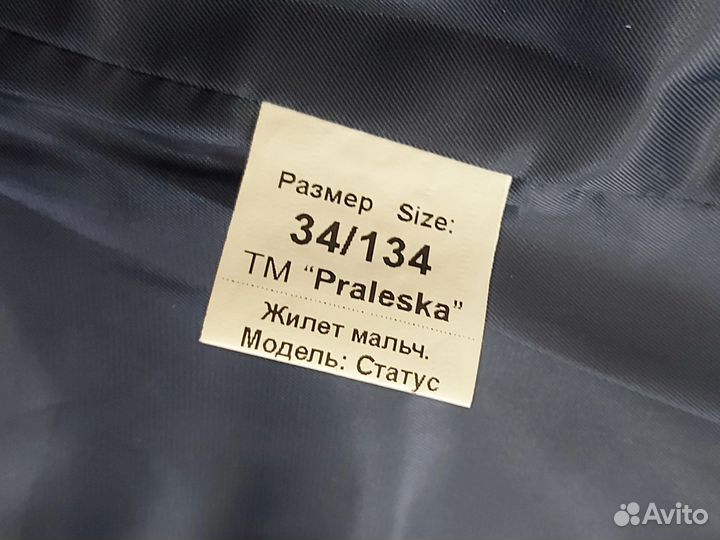 Размер Size:
34/134
ТМ "Praleska"
Жилет мальч.
Модель: Статус
Avito